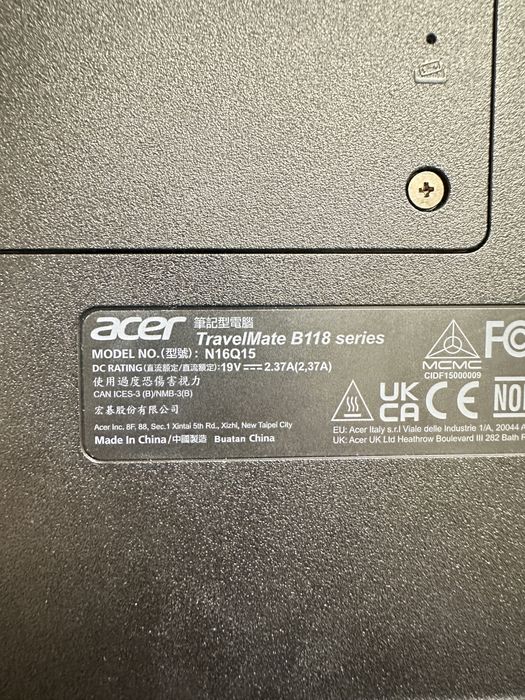 acer 筆記型電腦
TravelMate B118 series
MODEL NO.(型號): N16Q15
DC RATING(直流額定/直流額定):19V⎓2.37A(2,37A)
使用過度恐傷害視力
CAN ICES-3 (B)/NMB-3(B)
宏碁股份有限公司
Acer Inc. 8F, 88, Sec.1 Xintai 5th Rd., Xizhi, New Taipei City
Made in China/中國製造 Buatan China
MCMC
CIDF15000009
FC
UK
CA
CE
EU: Acer Italy s.r.l Viale delle Industrie 1/A, 20044 A
UK: Acer UK Ltd Heathrow Boulevard III 282 Bath R